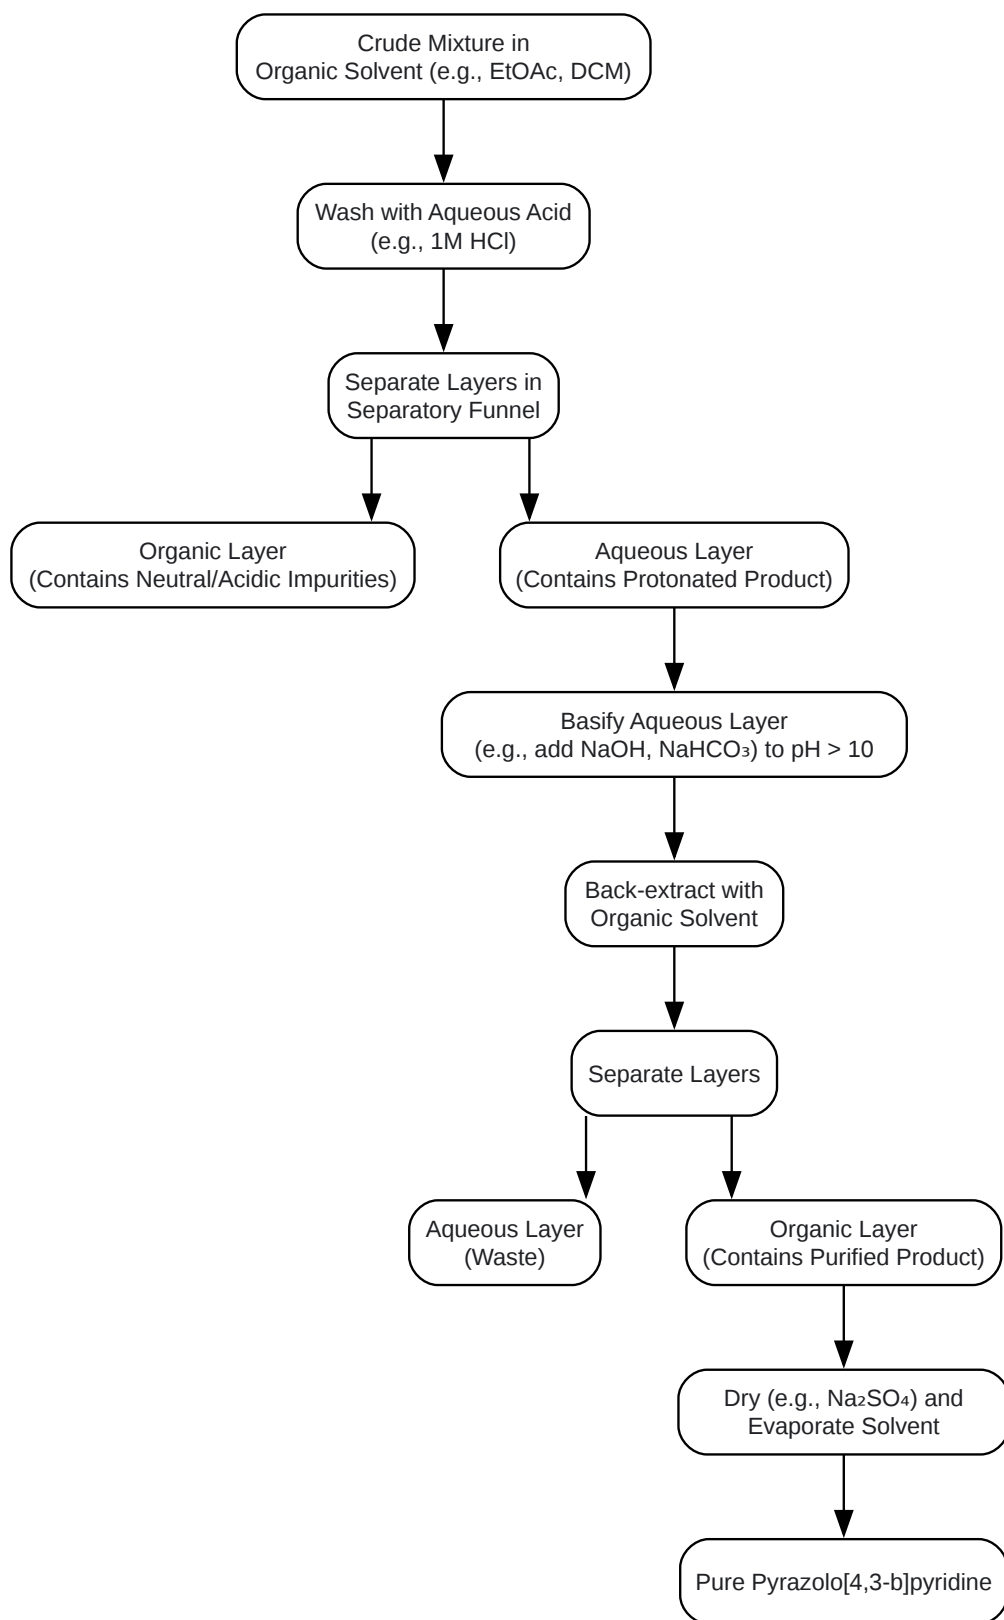 Crude Mixture in
Organic Solvent (e.g., EtOAc, DCM)
Wash with Aqueous Acid
(e.g., 1M HCl)
Separate Layers in
Separatory Funnel
Organic Layer
(Contains Neutral/Acidic Impurities)
Aqueous Layer
(Contains Protonated Product)
Basify Aqueous Layer
(e.g., add NaOH, NaHCO₃) to pH > 10
Back-extract with
Organic Solvent
Separate Layers
Aqueous Layer
(Waste)
Organic Layer
(Contains Purified Product)
Dry (e.g., Na₂SO₄) and
Evaporate Solvent
Pure Pyrazolo[4,3-b]pyridine